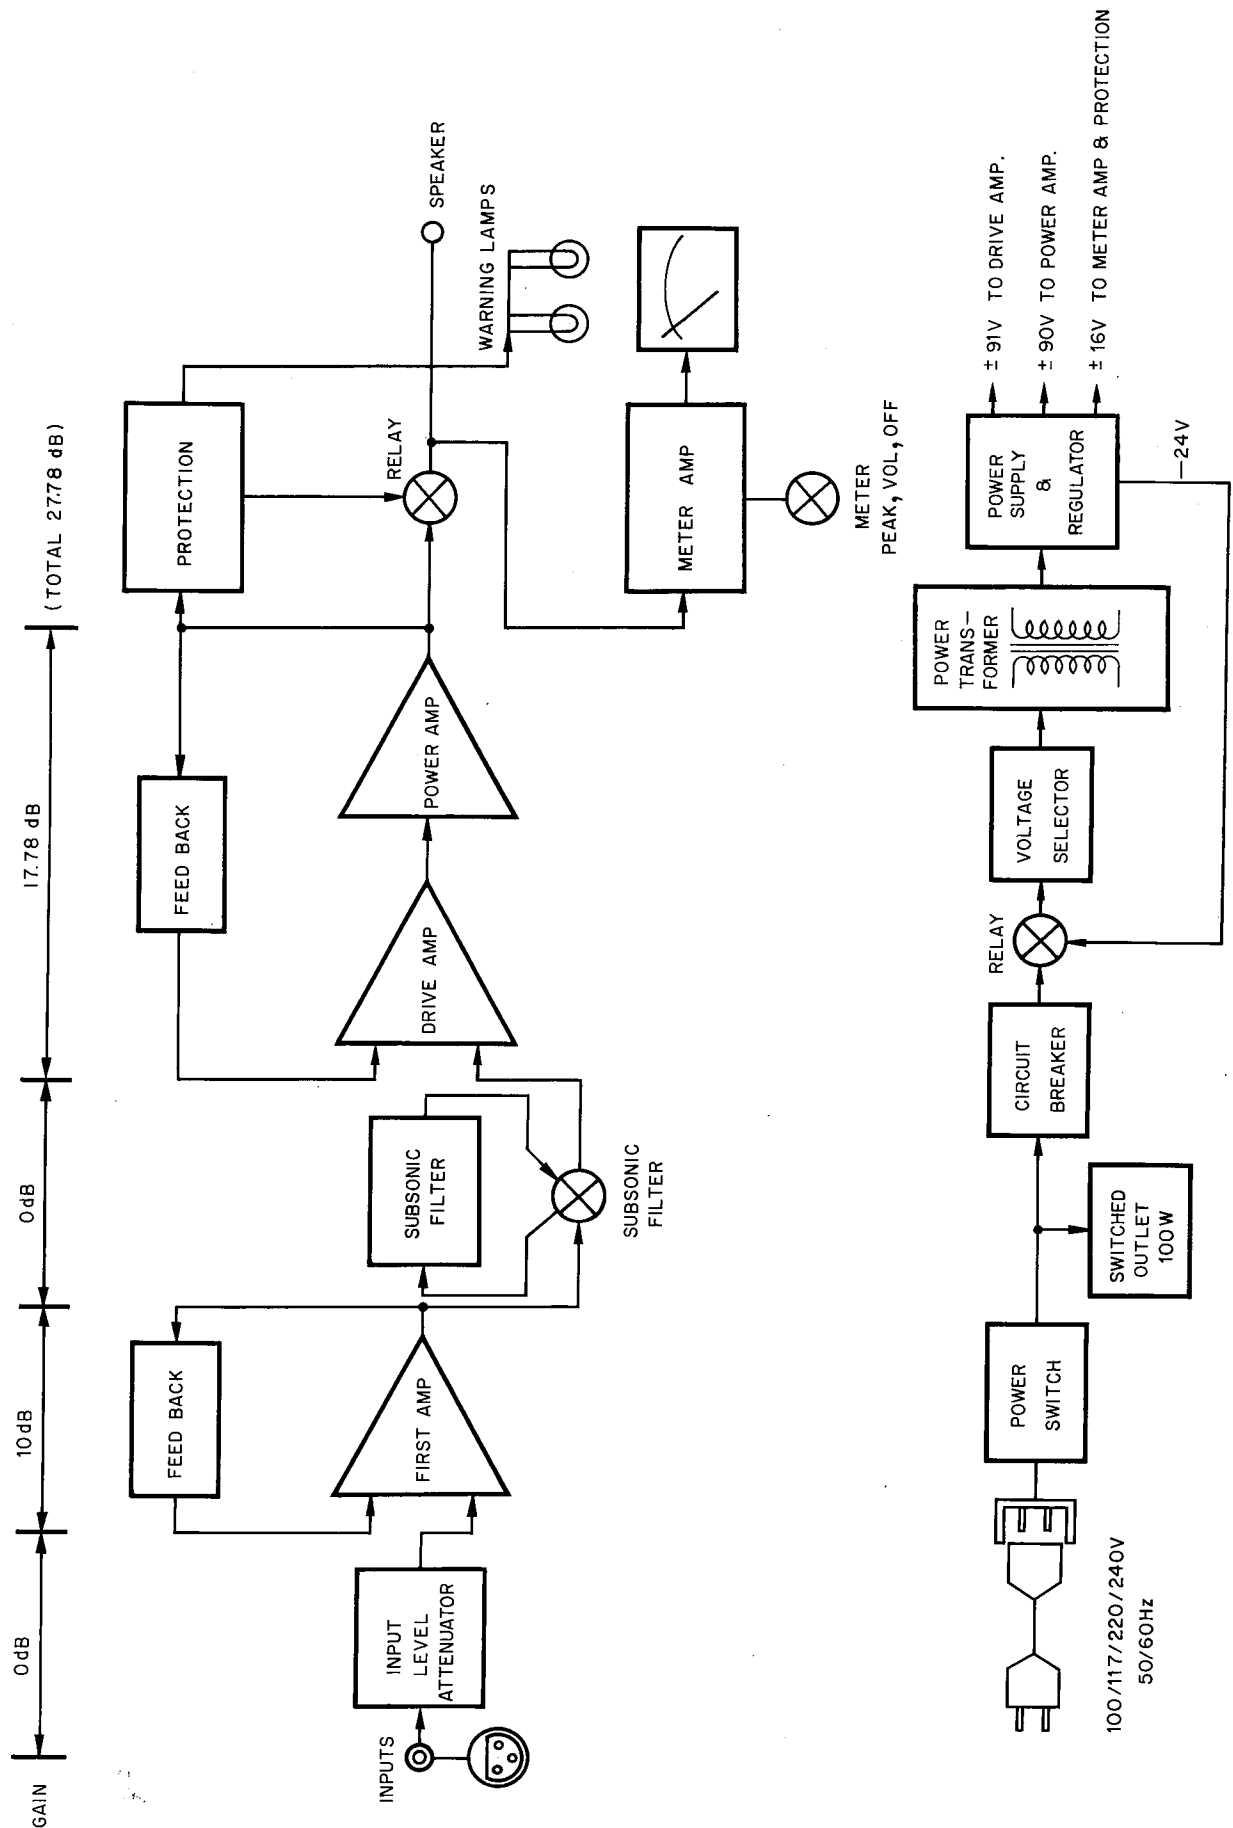 GAIN
0dB
10dB
0dB
17.78 dB
(TOTAL 27.78 dB)
FEED BACK
FEED BACK
PROTECTION
INPUTS
INPUT
LEVEL
ATTENUATOR
FIRST AMP
SUBSONIC
FILTER
SUBSONIC
FILTER
DRIVE AMP
POWER AMP
RELAY
SPEAKER
WARNING LAMPS
METER AMP
METER
PEAK, VOL, OFF
100/117/220/240V
50/60Hz
POWER
SWITCH
SWITCHED
OUTLET
100W
CIRCUIT
BREAKER
RELAY
VOLTAGE
SELECTOR
POWER
TRANS-
FORMER
POWER
SUPPLY
&
REGULATOR
-24V
± 91V TO DRIVE AMP.
± 90V TO POWER AMP.
± 16V TO METER AMP & PROTECTION